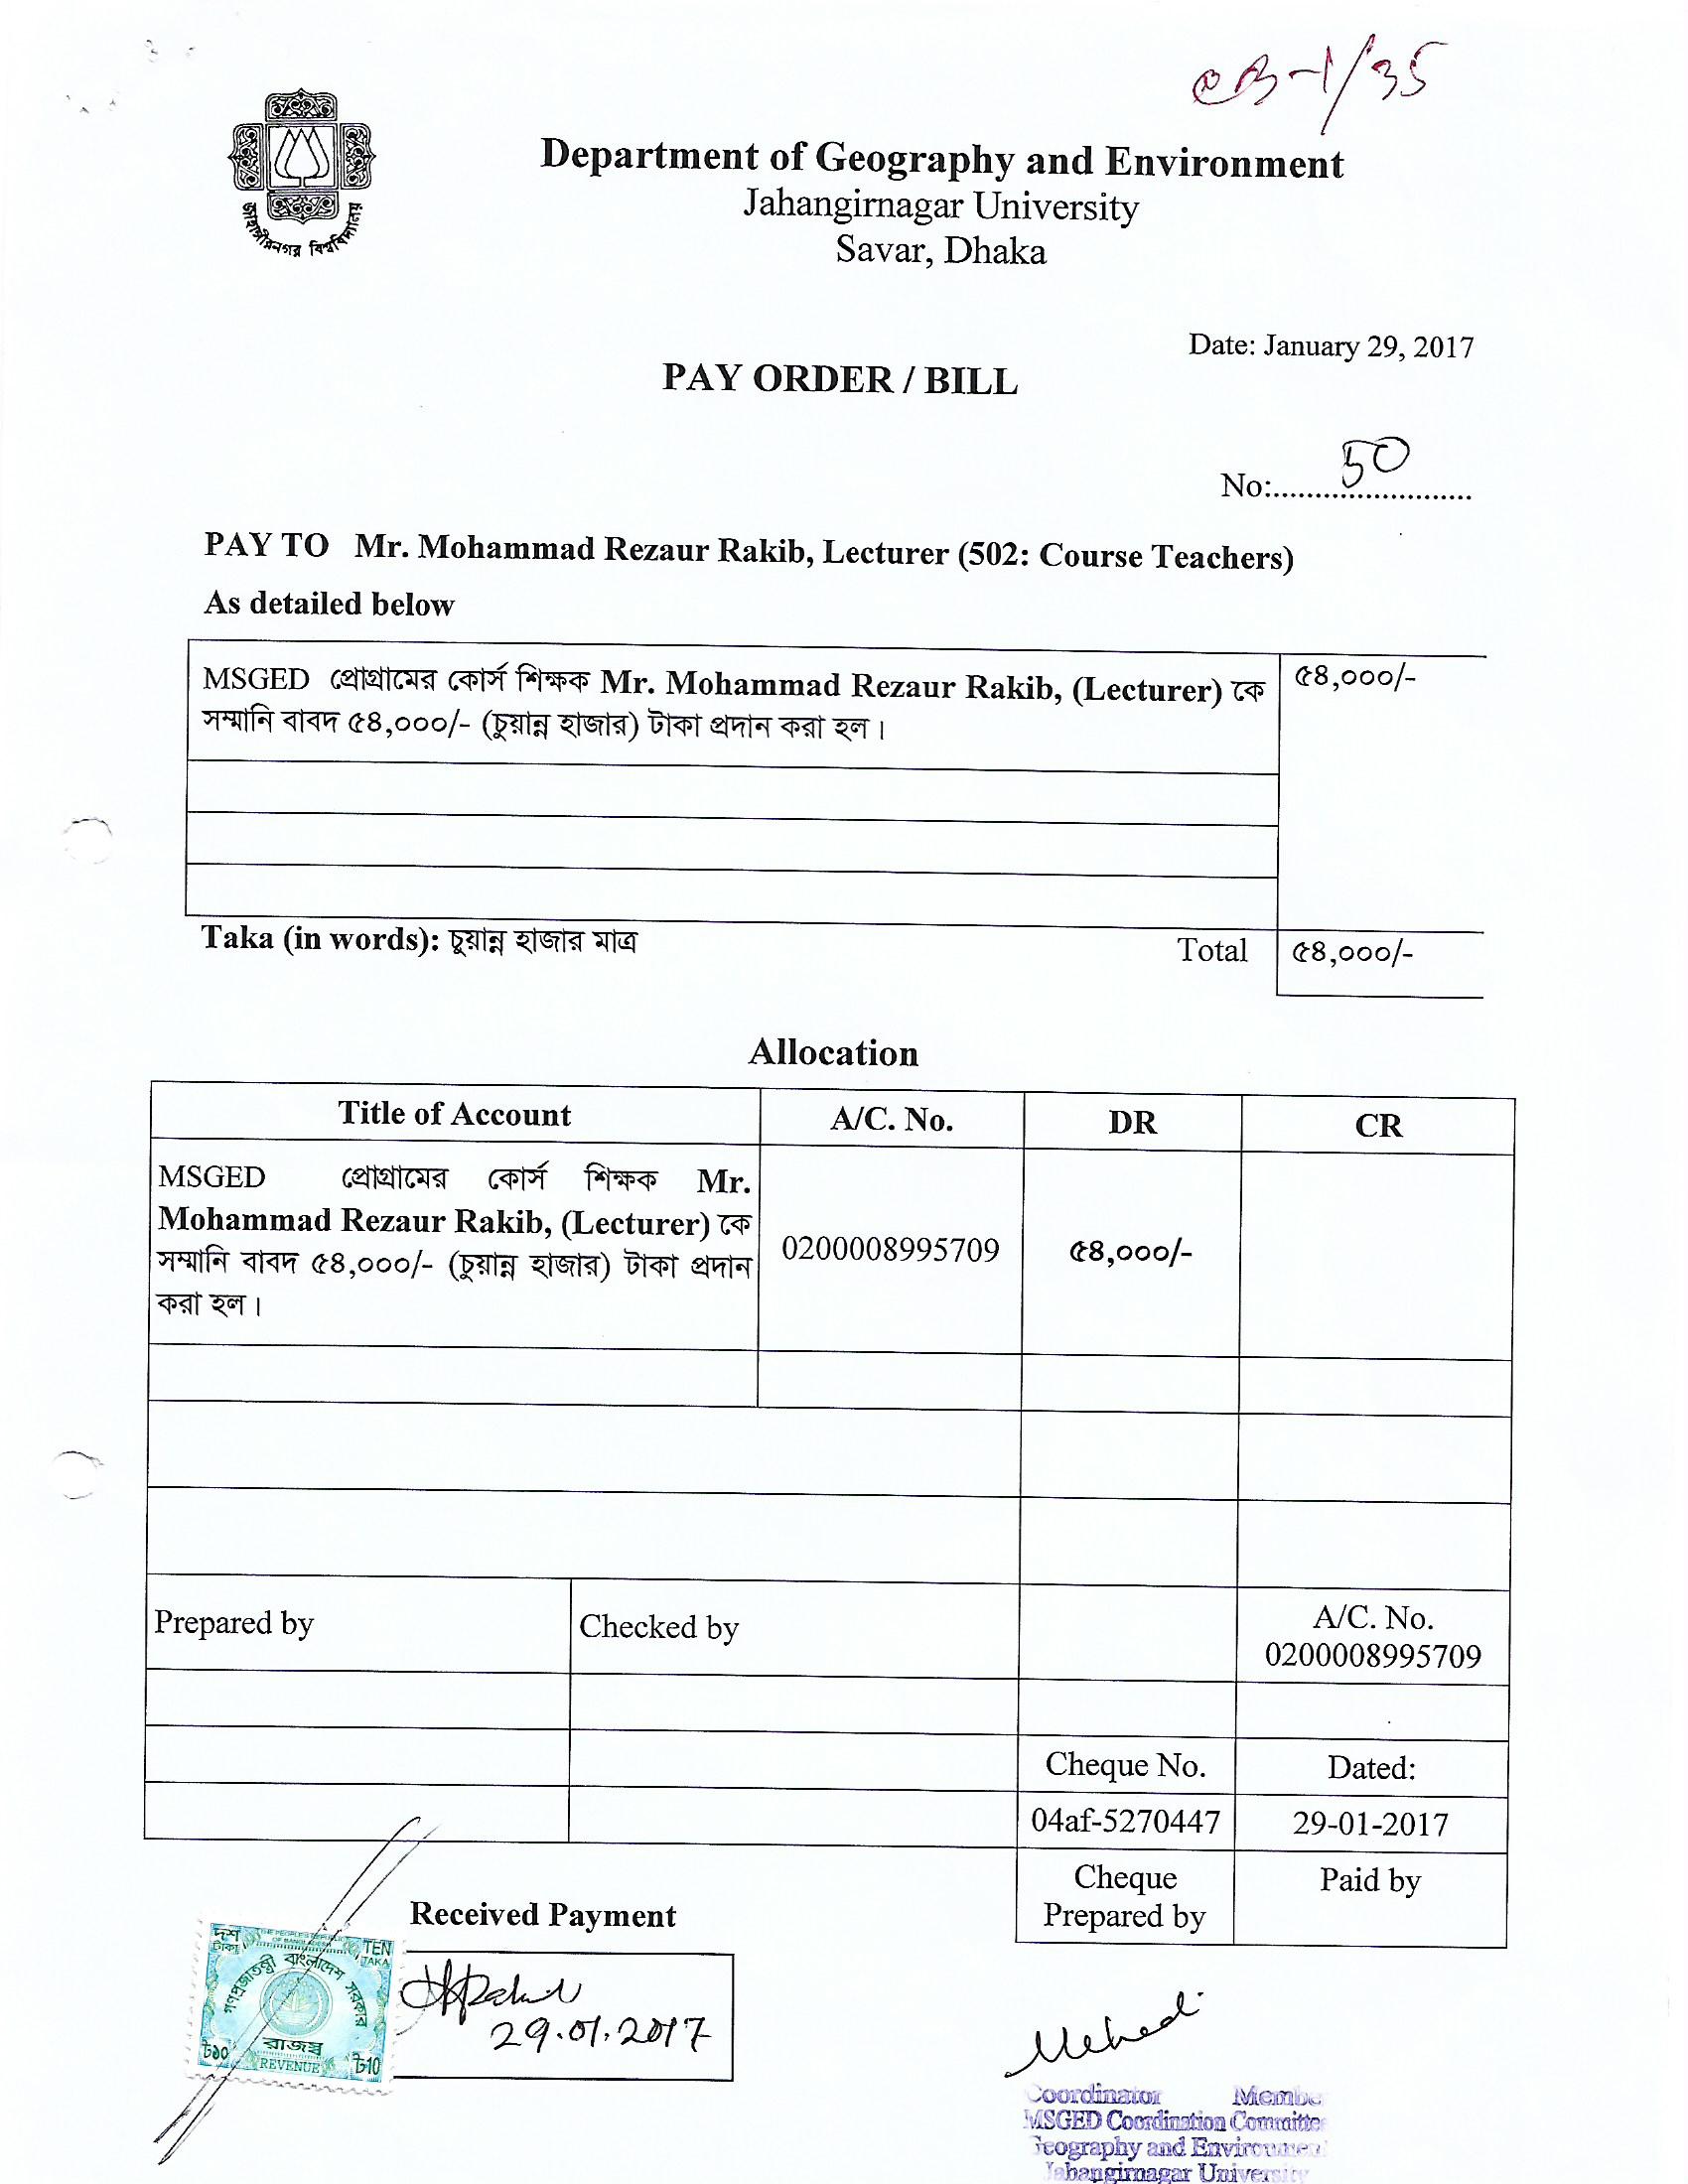 CB-1/35
জাহাঙ্গীরনগর বিশ্ববিদ্যালয়
Department of Geography and Environment
Jahangirnagar University
Savar, Dhaka
Date: January 29, 2017
PAY ORDER / BILL
No:........................ 50
PAY TO Mr. Mohammad Rezaur Rakib, Lecturer (502: Course Teachers)
As detailed below
MSGED প্রোগ্রামের কোর্স শিক্ষক Mr. Mohammad Rezaur Rakib, (Lecturer) কে ৫৪,০০০/-
সম্মানি বাবদ ৫৪,০০০/- (চুয়ান্ন হাজার) টাকা প্রদান করা হল।
Taka (in words): চুয়ান্ন হাজার মাত্র Total ৫৪,০০০/-
Allocation
Title of Account A/C. No. DR CR
MSGED প্রোগ্রামের কোর্স শিক্ষক Mr.
Mohammad Rezaur Rakib, (Lecturer) কে
সম্মানি বাবদ ৫৪,০০০/- (চুয়ান্ন হাজার) টাকা প্রদান
করা হল।
0200008995709 ৫৪,০০০/-
Prepared by Checked by A/C. No.
0200008995709
Cheque No. Dated:
04af-5270447 29-01-2017
Cheque Paid by
Prepared by
Received Payment
দশ টাকা
THE PEOPLE'S REPUBLIC OF BANGLADESH
TEN TAKA
গণপ্রজাতন্ত্রী বাংলাদেশ সরকার
রাজস্ব
৳১০ REVENUE ৳10
29.01.2017
Mehedi
Coordinator Membe
MSGED Coordination Committe
Geography and Environmen
Jahangirnagar University